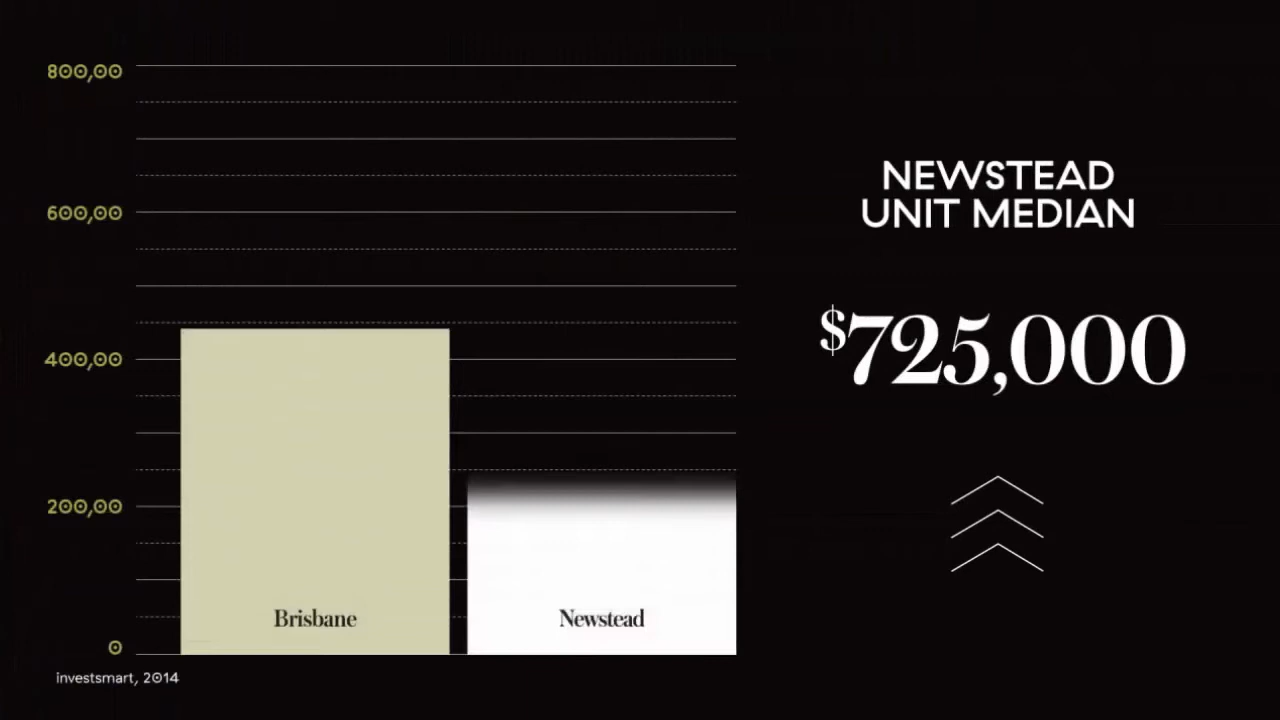 800,00
600,00
400,00
200,00
0
Brisbane
Newstead
investsmart, 2014
NEWSTEAD
UNIT MEDIAN
$725,000